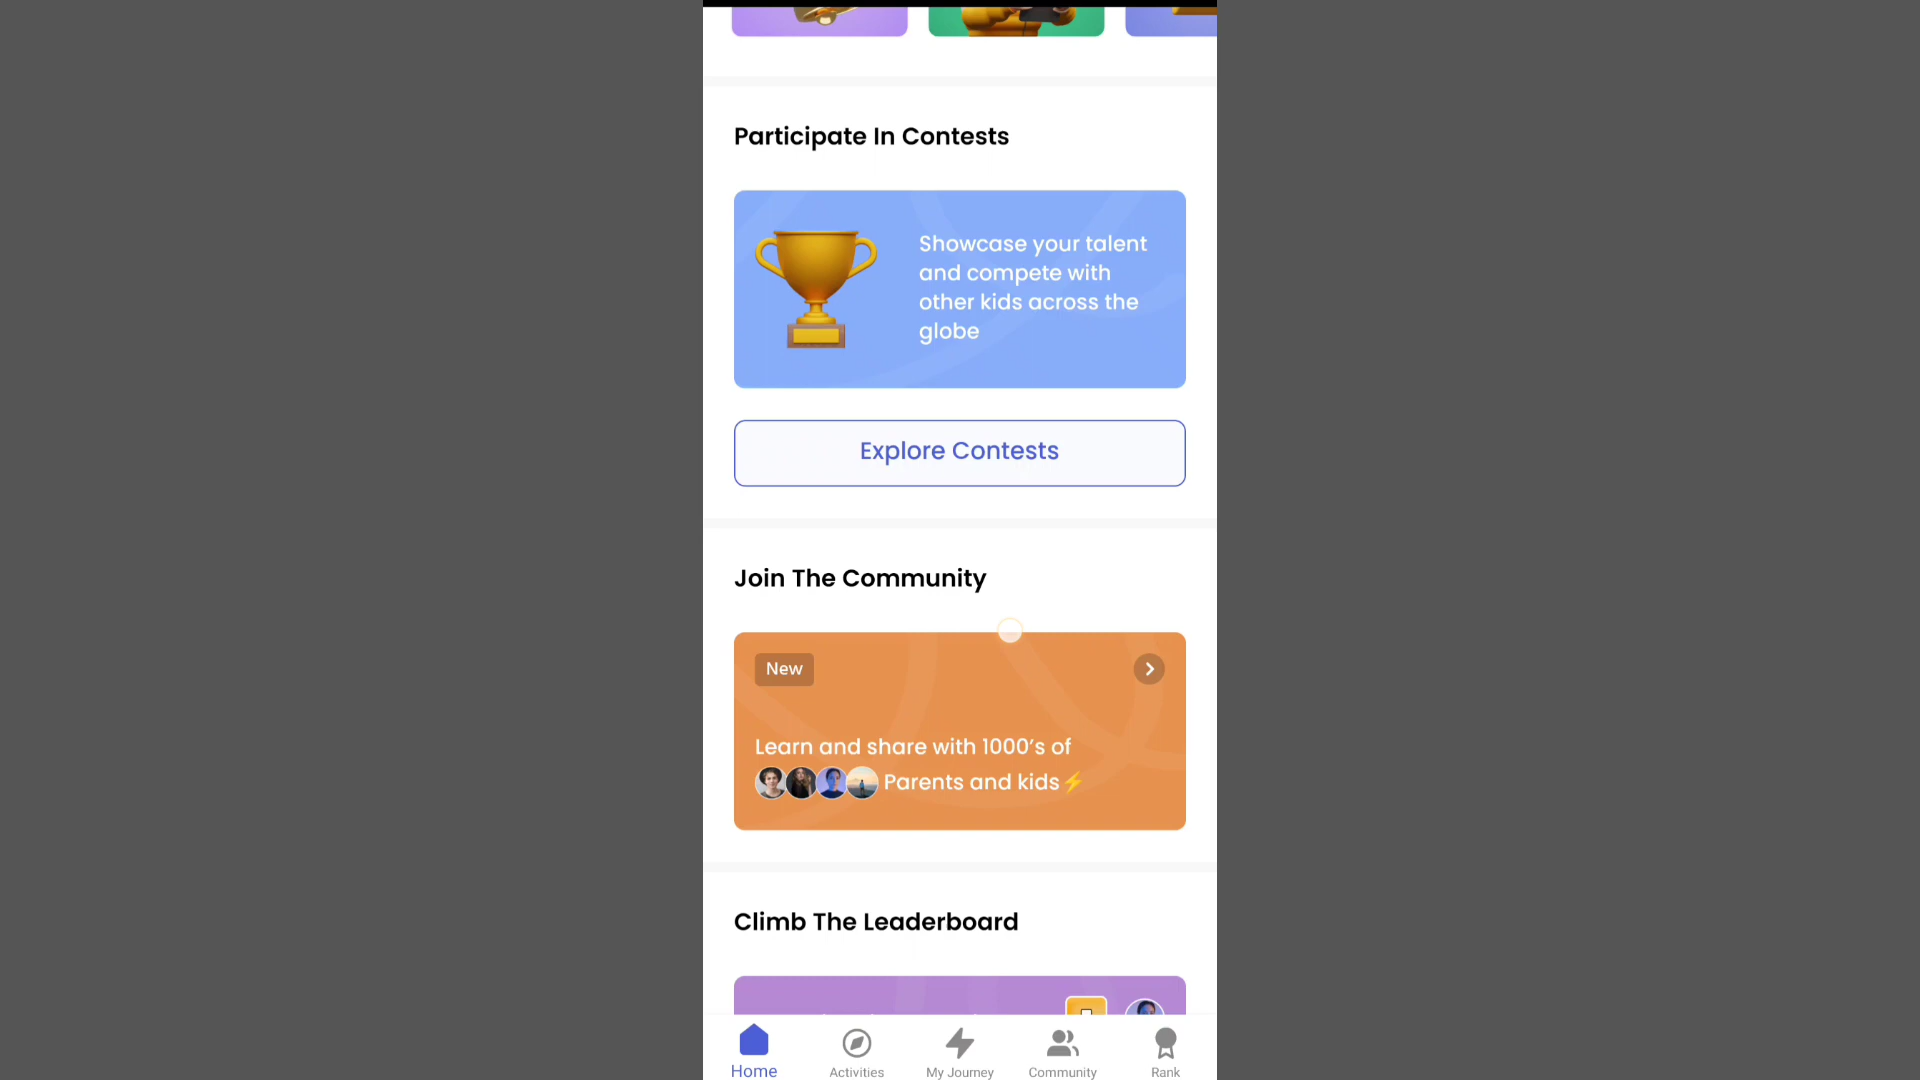 Participate In Contests
Showcase your talent
and compete with
other kids across the
globe
Explore Contests
Join The Community
New
Learn and share with 1000's of
Parents and kids⚡
Climb The Leaderboard
Home
Activities
My Journey
Community
Rank